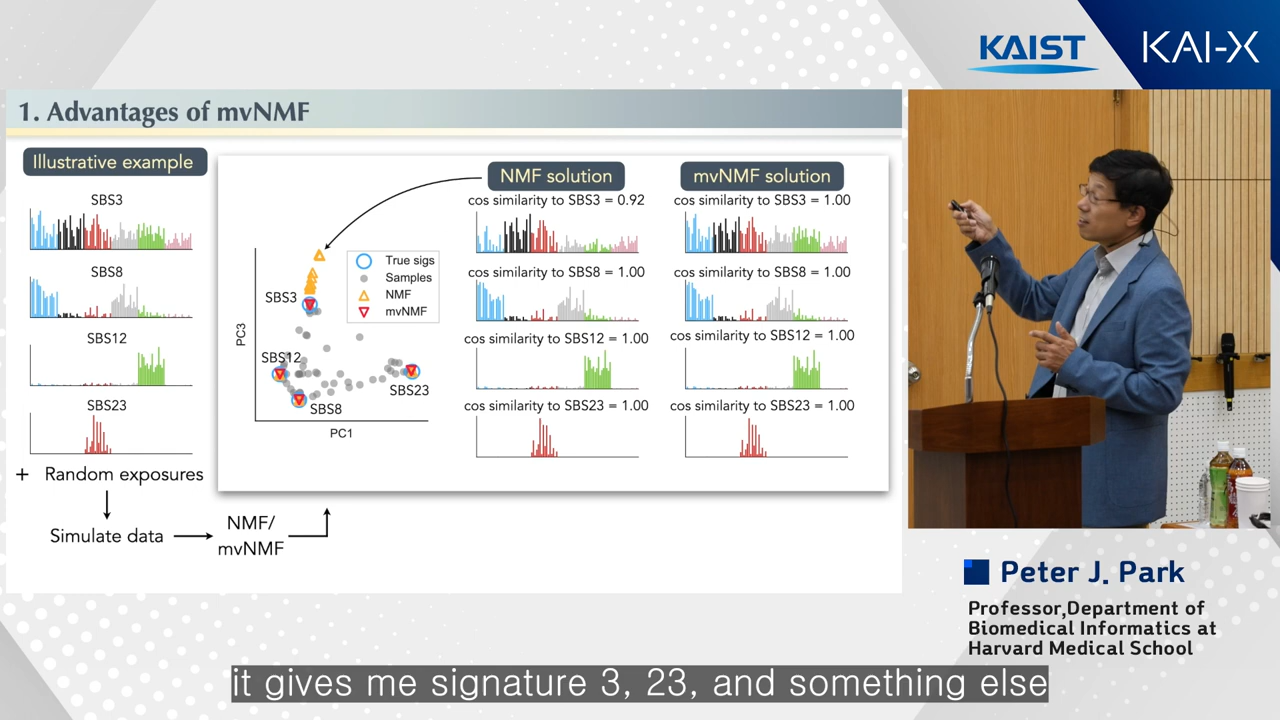 KAIST
KAI-X
1. Advantages of mvNMF
Illustrative example
SBS3
SBS8
SBS12
SBS23
+ Random exposures
Simulate data
NMF/
mvNMF
PC3
PC1
SBS3
SBS12
SBS8
SBS23
True sigs
Samples
NMF
mvNMF
NMF solution
cos similarity to SBS3 = 0.92
cos similarity to SBS8 = 1.00
cos similarity to SBS12 = 1.00
cos similarity to SBS23 = 1.00
mvNMF solution
cos similarity to SBS3 = 1.00
cos similarity to SBS8 = 1.00
cos similarity to SBS12 = 1.00
cos similarity to SBS23 = 1.00
Peter J. Park
Professor,Department of
Biomedical Informatics at
Harvard Medical School
it gives me signature 3, 23, and something else